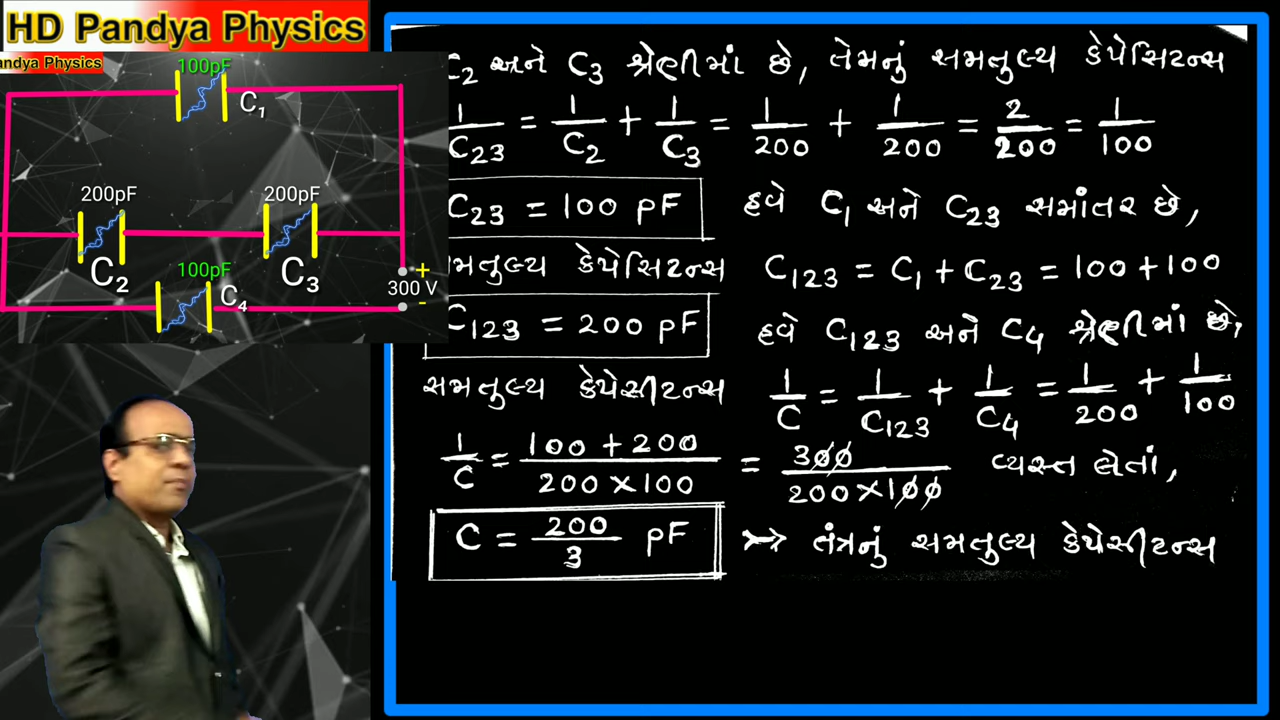 HD Pandya Physics
andya Physics
100pF
C₁
200pF
200pF
C₂
C₃
100pF
C₄
+
300 V
-
C₂ અને C₃ શ્રેણીમાં છે, તેમનું સમતુલ્ય કેપેસિટન્સ
1/C₂₃ = 1/C₂ + 1/C₃ = 1/200 + 1/200 = 2/200 = 1/100
C₂₃ = 100 pF હવે C₁ અને C₂₃ સમાંતર છે,
મતુલ્ય કેપેસિટન્સ C₁₂₃ = C₁ + C₂₃ = 100 + 100
C₁₂₃ = 200 pF હવે C₁₂₃ અને C₄ શ્રેણીમાં છે,
સમતુલ્ય કેપેસીટન્સ 1/C = 1/C₁₂₃ + 1/C₄ = 1/200 + 1/100
1/C = (100 + 200)/(200 × 100) = 300/(200 × 100) વ્યસ્ત લેતાં,
C = 200/3 pF ↣ તંત્રનું સમતુલ્ય કેપેસીટન્સ